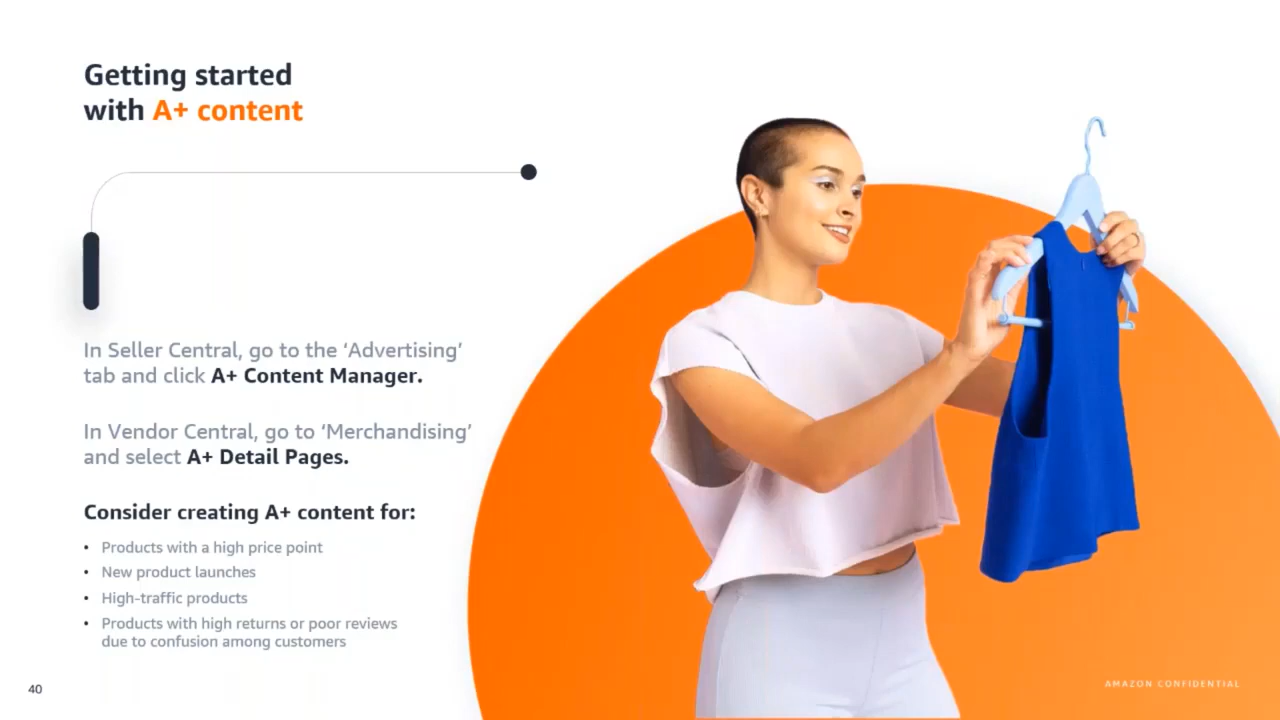 Getting started
with A+ content
In Seller Central, go to the ‘Advertising’
tab and click A+ Content Manager.
In Vendor Central, go to ‘Merchandising’
and select A+ Detail Pages.
Consider creating A+ content for:
• Products with a high price point
• New product launches
• High-traffic products
• Products with high returns or poor reviews
due to confusion among customers
40
AMAZON CONFIDENTIAL